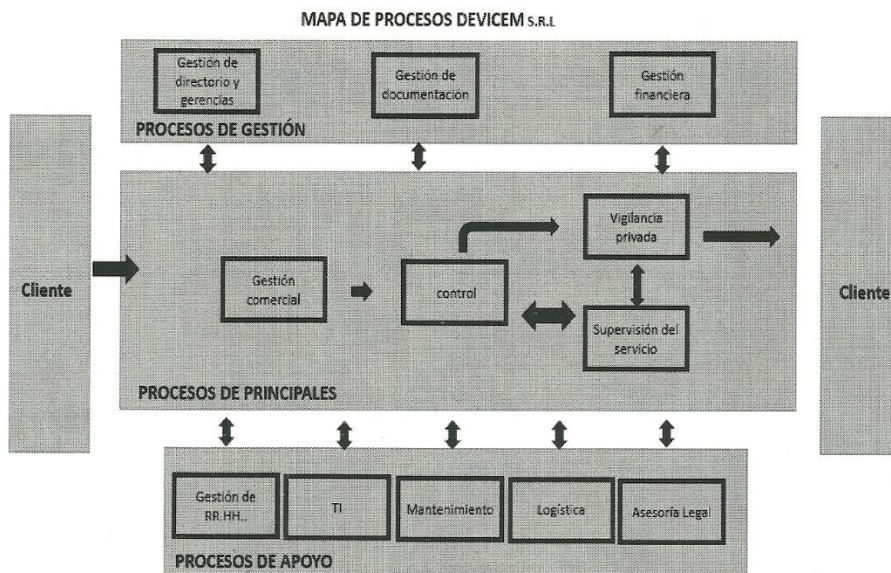 MAPA DE PROCESOS DEVICEM S.R.L
Gestión de
directorio y
gerencias
Gestión de
documentación
Gestión
financiera
PROCESOS DE GESTIÓN
Cliente
Gestión
comercial
control
Vigilancia
privada
Supervisión del
servicio
Cliente
PROCESOS DE PRINCIPALES
Gestión de
RR.HH..
TI
Mantenimiento
Logística
Asesoría Legal
PROCESOS DE APOYO